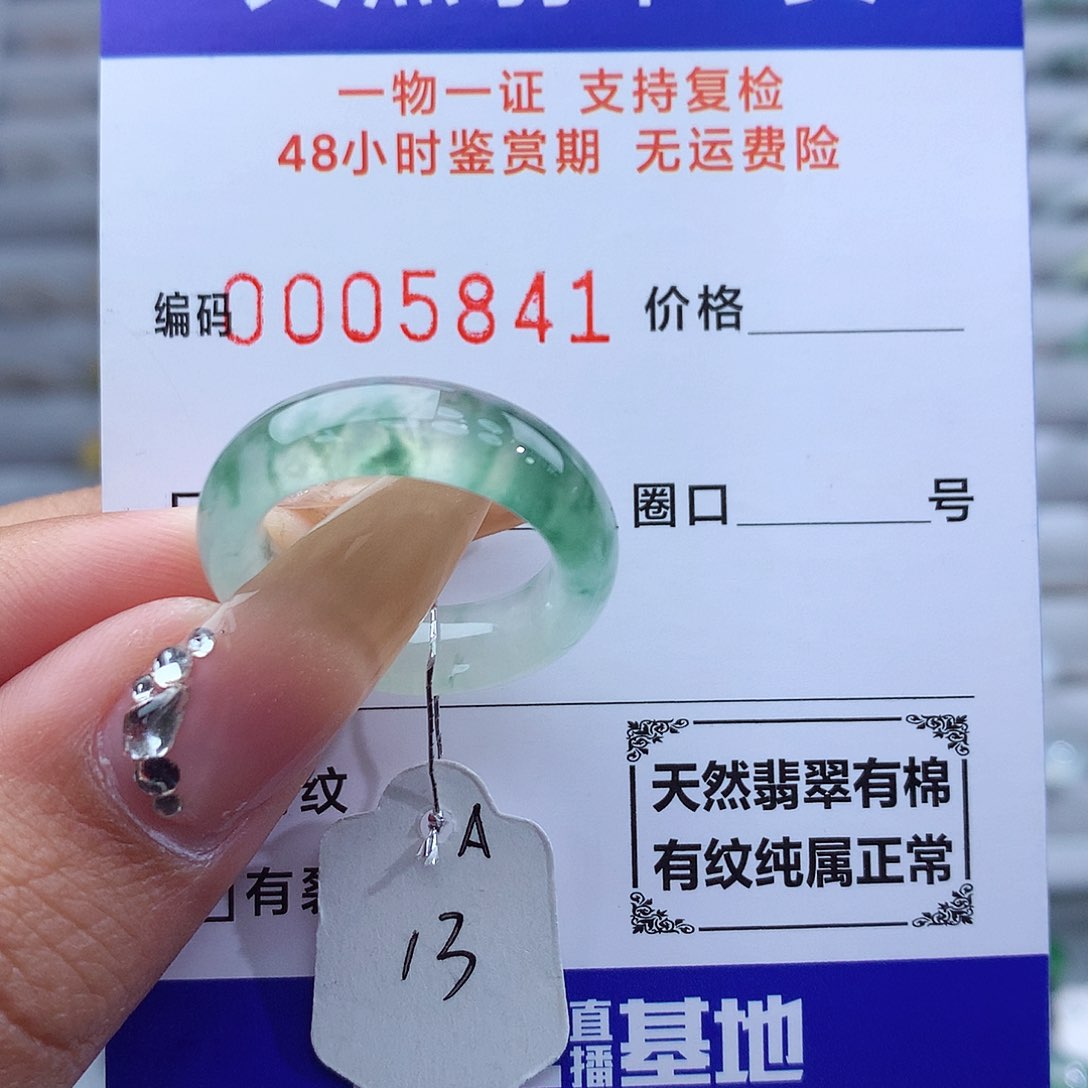 一物一证 支持复检
48小时鉴赏期 无运费险
编码0005841 价格
圈口 号
纹
天然翡翠有棉
有纹纯属正常
有
A
13
直播基地